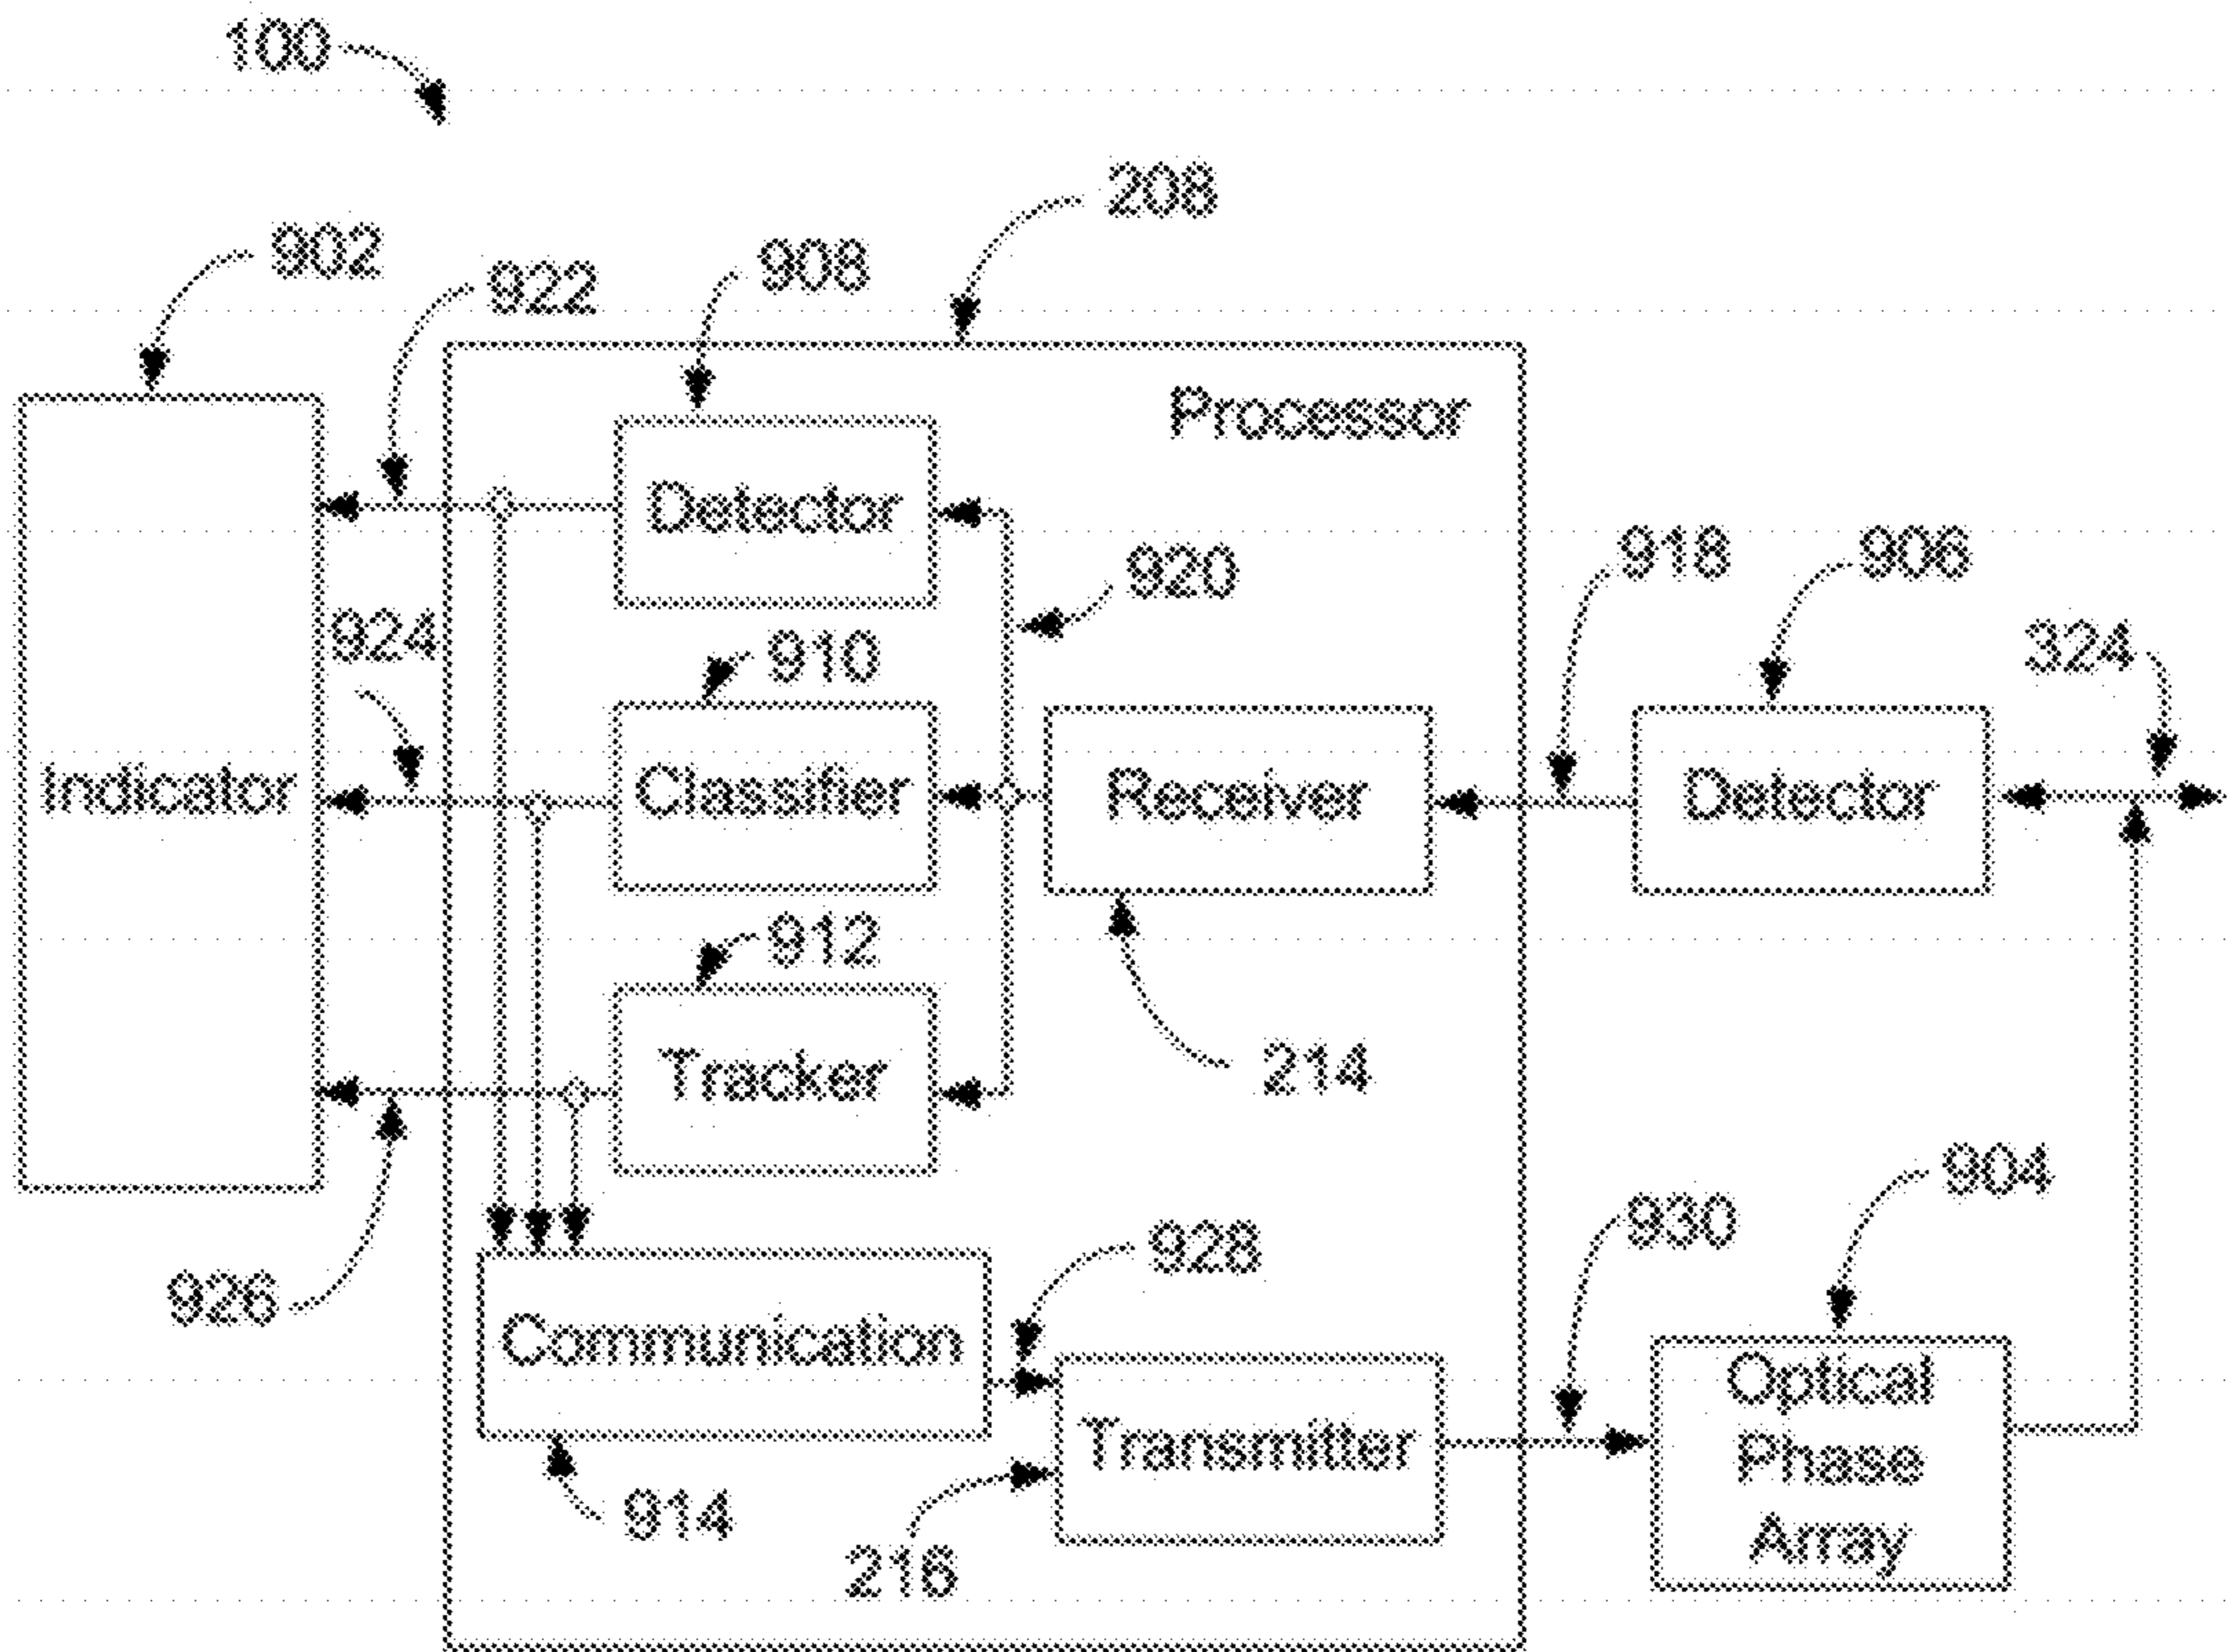 100
208
902
922
908
Processor
Detector
920
918
906
924
910
324
Indicator
Classifier
Receiver
Detector
912
Tracker
214
904
926
928
930
Communication
Optical
Phase
Array
Transmitter
914
216